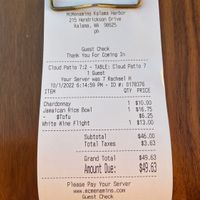 McMenamins Kalama Harbor
215 Hendrickson Drive
Kalama, WA 98625
Guest Check
Thank You For Coming In
Cloud Patio 7:2 - TABLE: Cloud Patio 7
1 Guest
Your Server was 7 Rachael H
10/1/2022 6:14:59 PM - ID #: 0178376
ITEM QTY PRICE
Chardonnay 1 $10.00
Jamaican Rice Bowl 1 $16.75
- $Tofu $6.25
White Wine Flight 1 $13.00
Subtotal $46.00
Total Taxes $3.63
Grand Total $49.63
Amount Due: $49.63
Please Pay Your Server
www.mcmenamins.com
Guest Check